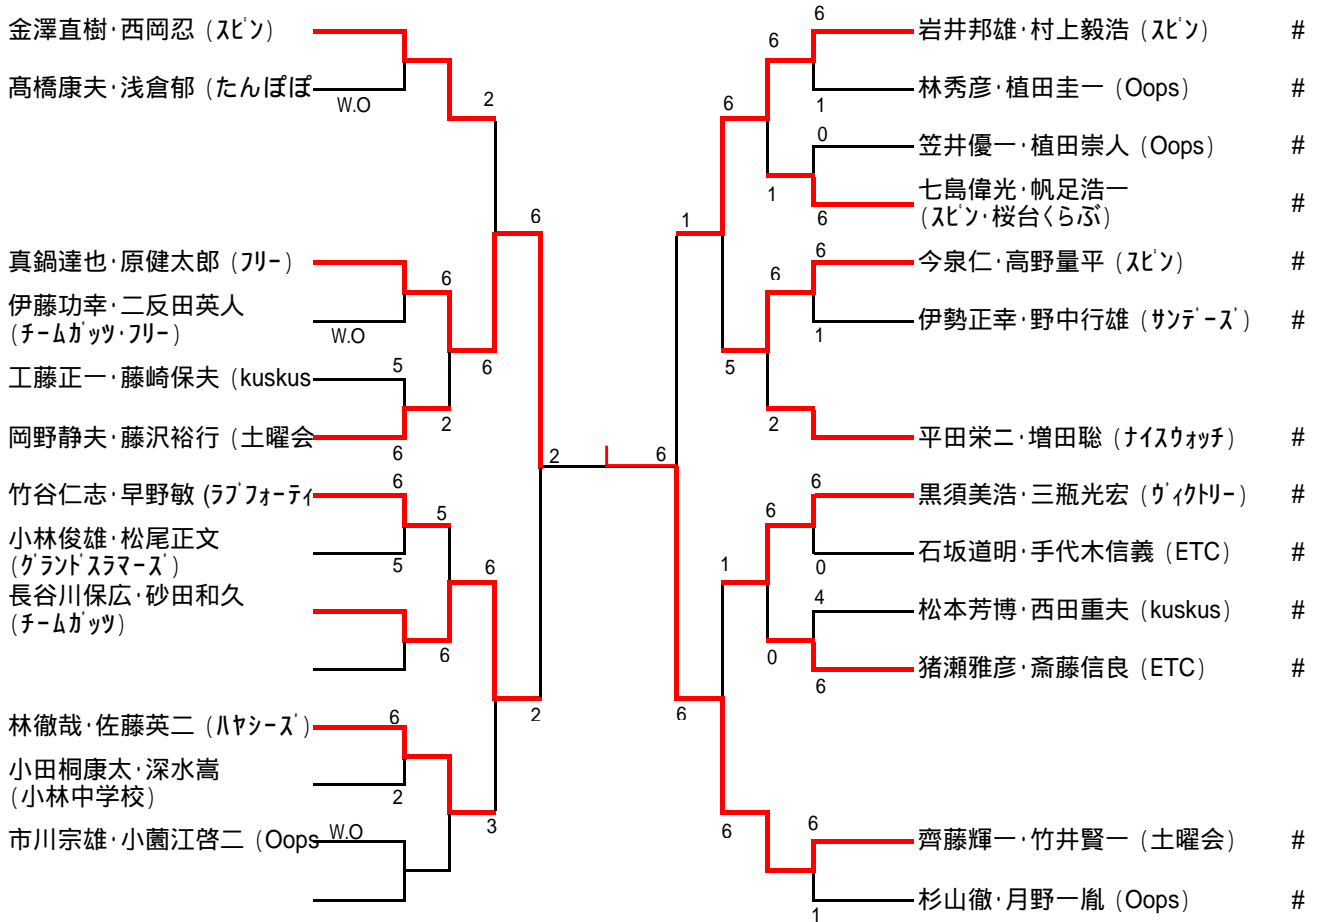 金澤直樹·西岡忍 (ｽﾋﾟﾝ)
髙橋康夫·浅倉郁 (たんぽぽ
W.O
2
6
真鍋達也·原健太郎 (ﾌﾘｰ)
6
伊藤功幸·二反田英人
(ﾁｰﾑｶﾞｯﾂ·ﾌﾘｰ)
W.O
6
工藤正一·藤崎保夫 (kuskus
5
2
岡野静夫·藤沢裕行 (土曜会
6
2
竹谷仁志·早野敏 (ﾗﾌﾞﾌｫｰﾃｨ
6
5
小林俊雄·松尾正文
(ｸﾞﾗﾝﾄﾞｽﾗﾏｰｽﾞ)
5
6
長谷川保広·砂田和久
(ﾁｰﾑｶﾞｯﾂ)
6
2
林徹哉·佐藤英二 (ﾊﾔｼｰｽﾞ)
6
小田桐康太·深水嵩
(小林中学校)
2
3
市川宗雄·小薗江啓二 (Oops
W.O
6
岩井邦雄·村上毅浩 (ｽﾋﾟﾝ) #
6
林秀彦·植田圭一 (Oops) #
1
6
0
笠井優一·植田崇人 (Oops) #
1
七島偉光·帆足浩一
(ｽﾋﾟﾝ·桜台くらぶ) #
6
1
6
今泉仁·高野量平 (ｽﾋﾟﾝ) #
6
伊勢正幸·野中行雄 (ｻﾝﾃﾞｰｽﾞ) #
1
5
2
平田栄二·増田聡 (ﾅｲｽｳｫｯﾁ) #
6
6
黒須美浩·三瓶光宏 (ｳﾞｨｸﾄﾘｰ) #
6
石坂道明·手代木信義 (ETC) #
0
1
4
松本芳博·西田重夫 (kuskus) #
0
猪瀬雅彦·斎藤信良 (ETC) #
6
6
6
6
齊藤輝一·竹井賢一 (土曜会) #
杉山徹·月野一胤 (Oops) #
1